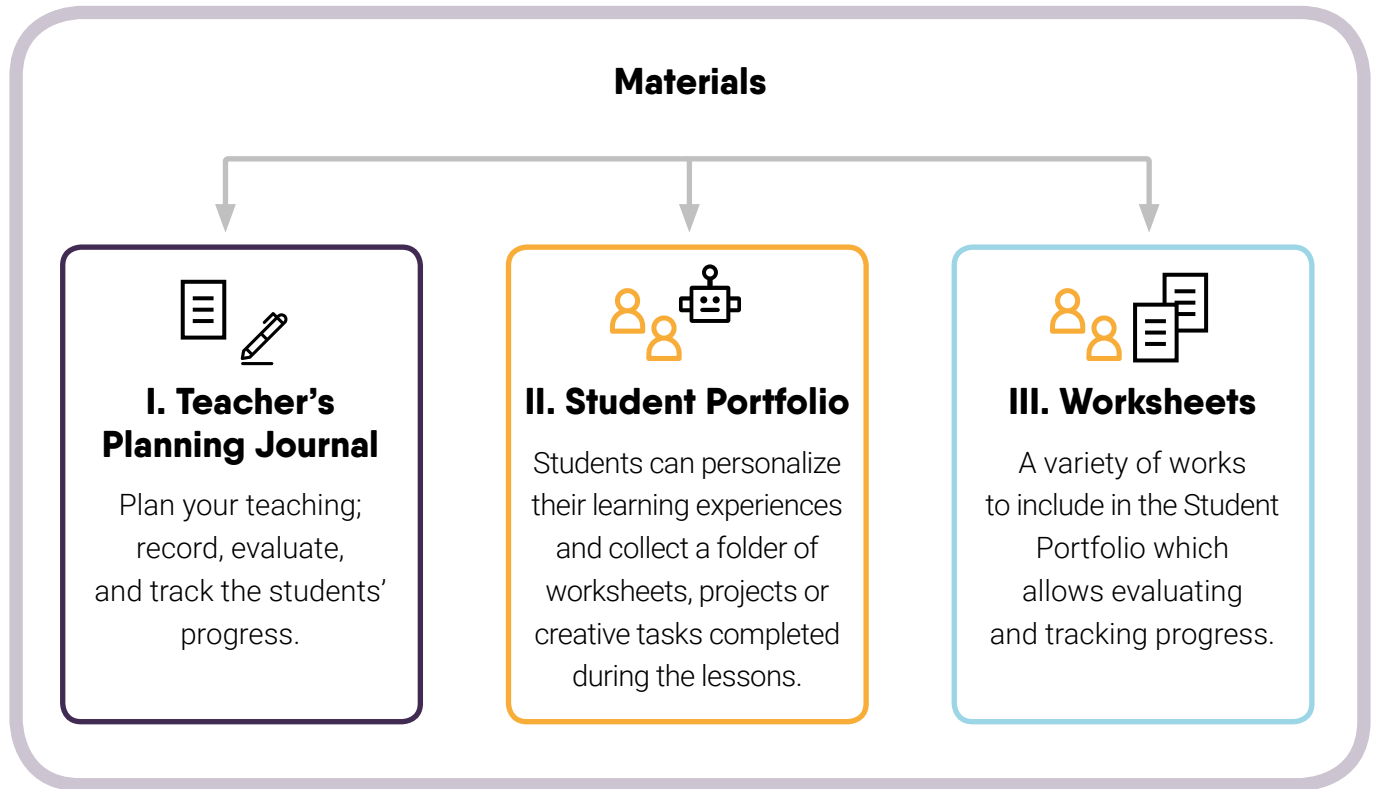 Materials
I. Teacher’s
Planning Journal
Plan your teaching;
record, evaluate,
and track the students’
progress.
II. Student Portfolio
Students can personalize
their learning experiences
and collect a folder of
worksheets, projects or
creative tasks completed
during the lessons.
III. Worksheets
A variety of works
to include in the Student
Portfolio which
allows evaluating
and tracking progress.